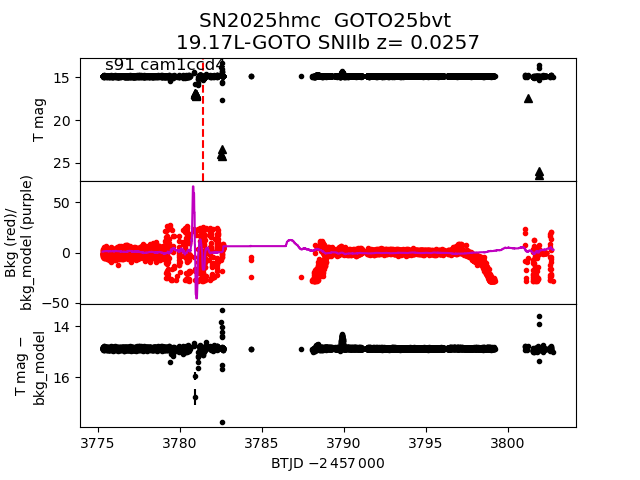 SN2025hmc  GOTO25bvt
19.17L-GOTO SNIIb z= 0.0257
s91 cam1ccd4
T mag
15
20
25
Bkg (red)/
bkg_model (purple)
50
0
−50
T mag −
bkg_model
14
16
3775 3780 3785 3790 3795 3800
BTJD −2 457 000